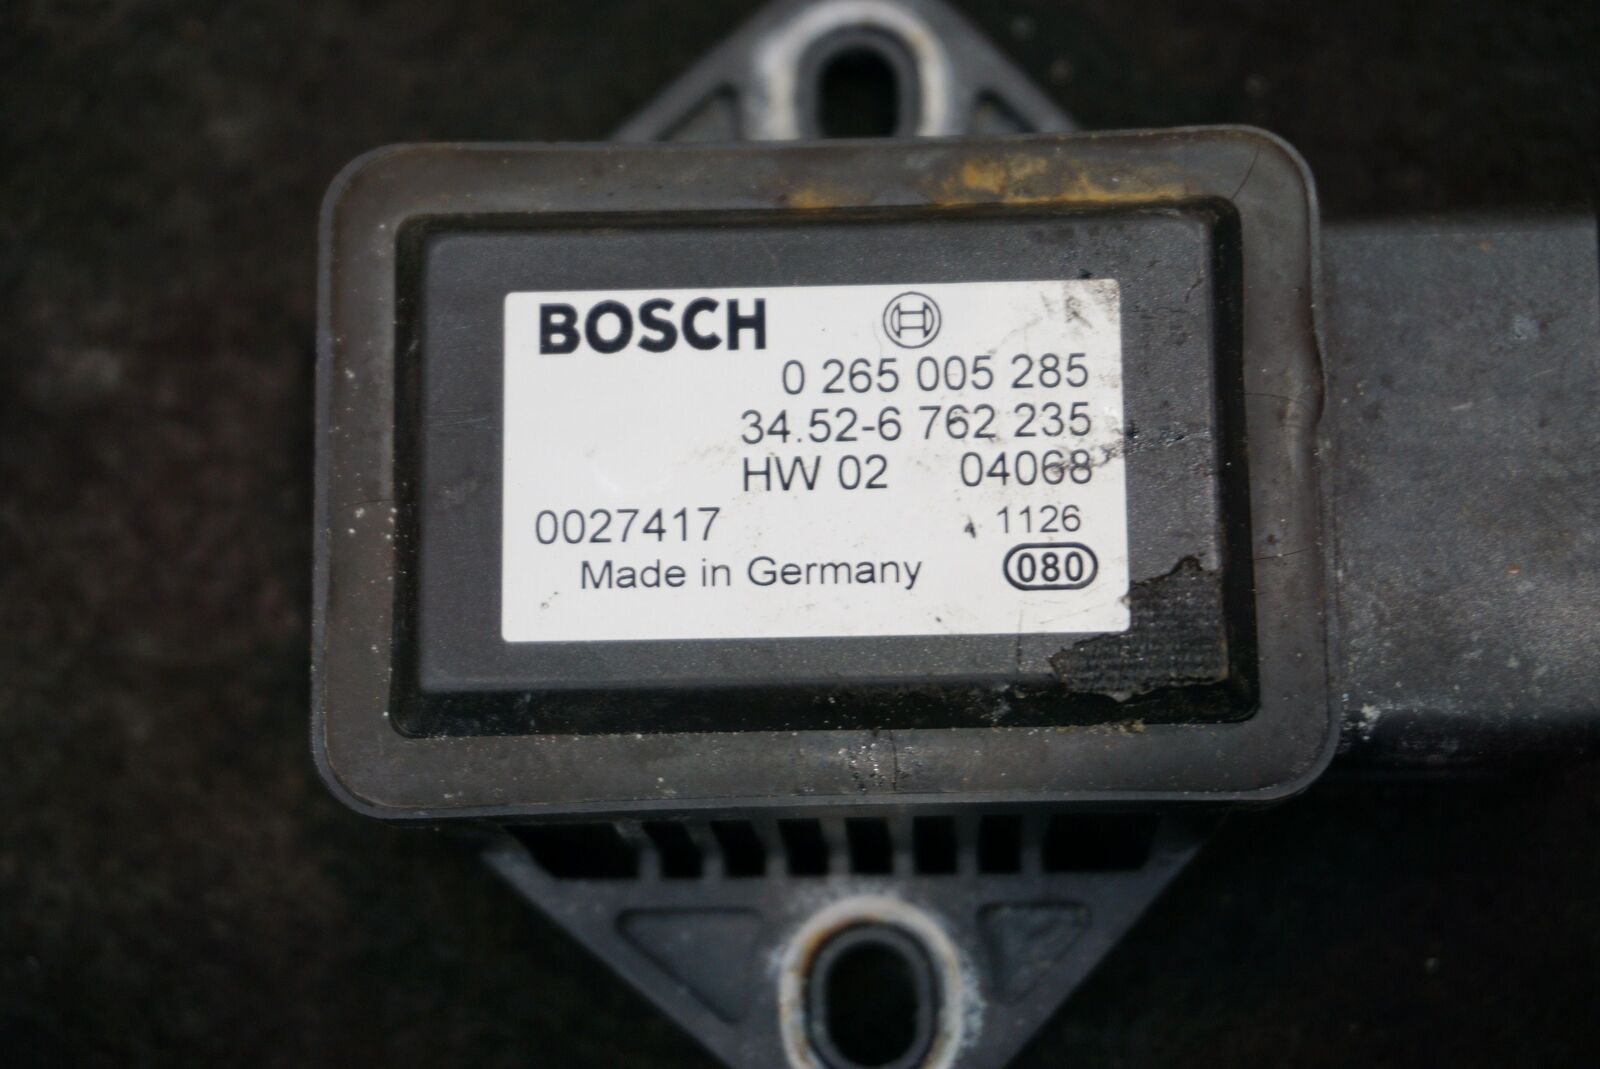 BOSCH
0 265 005 285
34.52-6 762 235
HW 02 04068
0027417 1126
Made in Germany 080